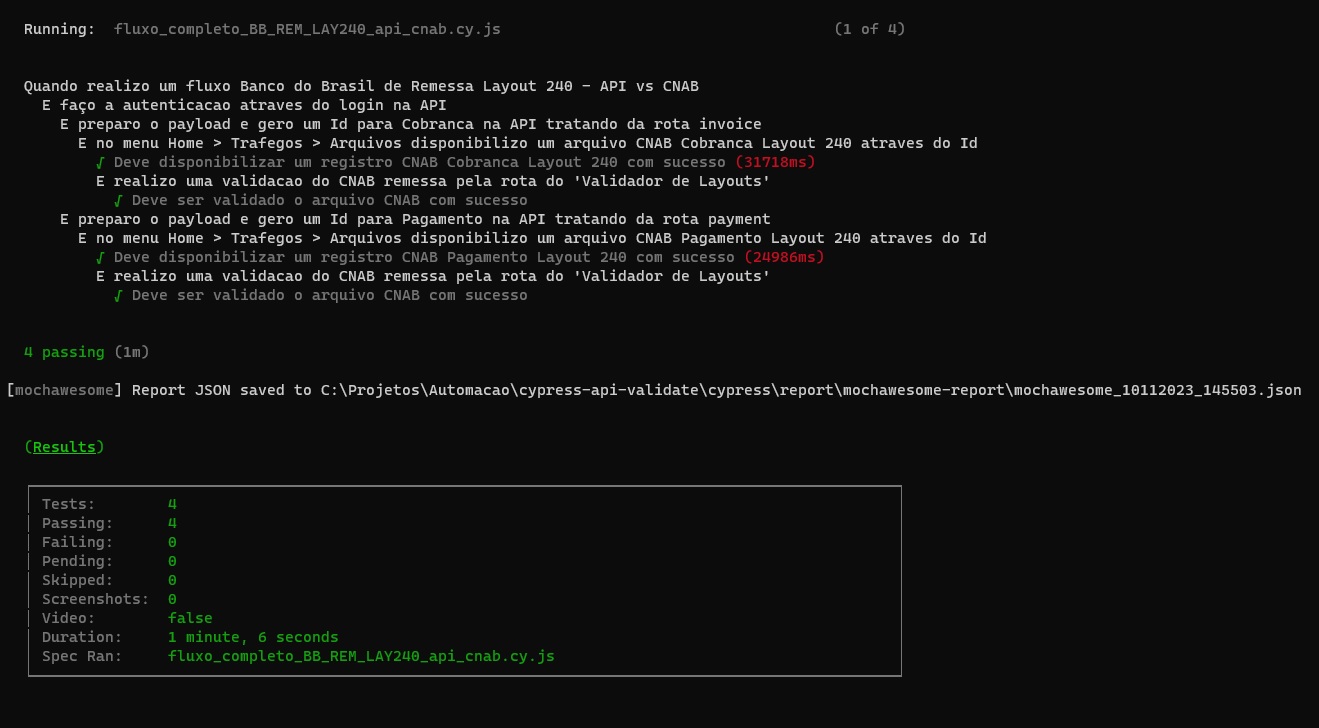 Running:  fluxo_completo_BB_REM_LAY240_api_cnab.cy.js (1 of 4)
Quando realizo um fluxo Banco do Brasil de Remessa Layout 240 - API vs CNAB
E faço a autenticacao atraves do login na API
E preparo o payload e gero um Id para Cobranca na API tratando da rota invoice
E no menu Home > Trafegos > Arquivos disponibilizo um arquivo CNAB Cobranca Layout 240 atraves do Id
√ Deve disponibilizar um registro CNAB Cobranca Layout 240 com sucesso (31718ms)
E realizo uma validacao do CNAB remessa pela rota do 'Validador de Layouts'
√ Deve ser validado o arquivo CNAB com sucesso
E preparo o payload e gero um Id para Pagamento na API tratando da rota payment
E no menu Home > Trafegos > Arquivos disponibilizo um arquivo CNAB Pagamento Layout 240 atraves do Id
√ Deve disponibilizar um registro CNAB Pagamento Layout 240 com sucesso (24986ms)
E realizo uma validacao do CNAB remessa pela rota do 'Validador de Layouts'
√ Deve ser validado o arquivo CNAB com sucesso
4 passing (1m)
[mochawesome] Report JSON saved to C:\Projetos\Automacao\cypress-api-validate\cypress\report\mochawesome-report\mochawesome_10112023_145503.json
(Results)
Tests: 4
Passing: 4
Failing: 0
Pending: 0
Skipped: 0
Screenshots: 0
Video: false
Duration: 1 minute, 6 seconds
Spec Ran: fluxo_completo_BB_REM_LAY240_api_cnab.cy.js